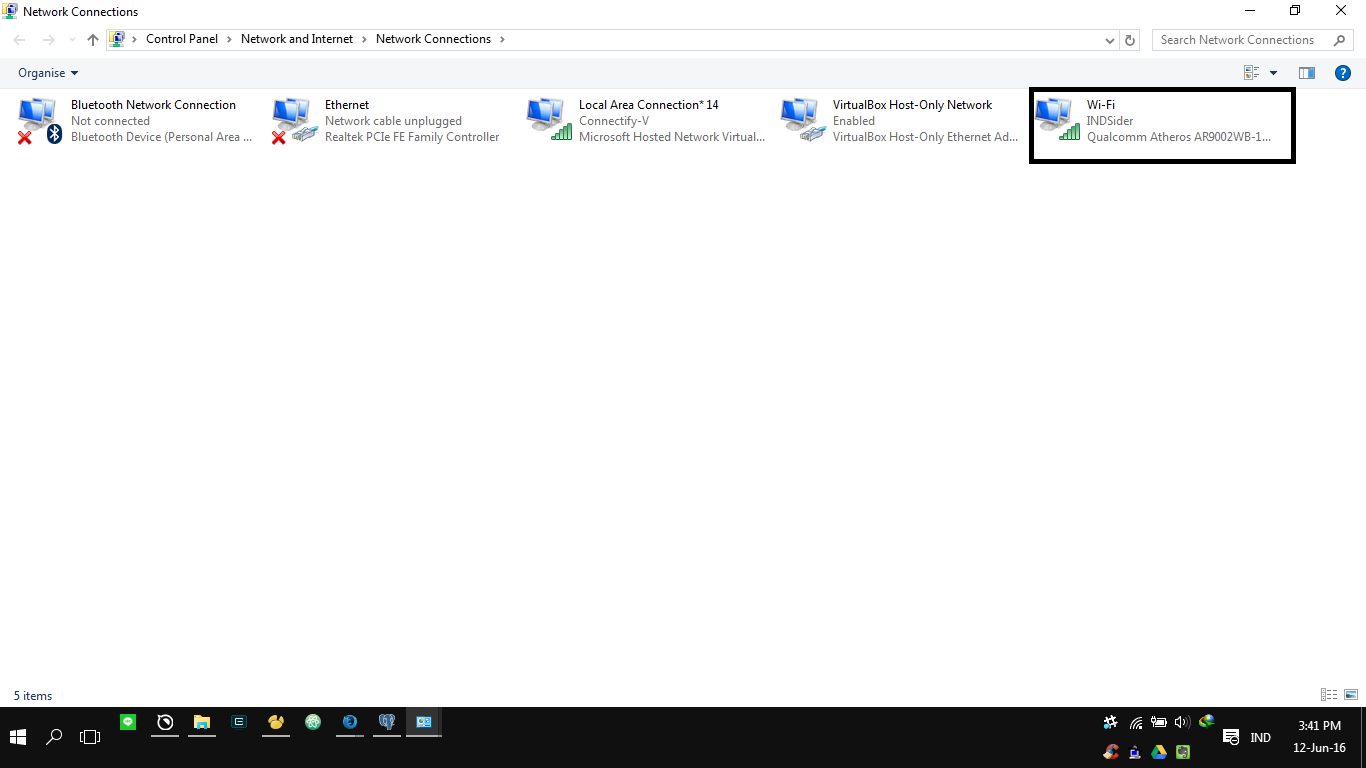 Network Connections
Control Panel > Network and Internet > Network Connections >
Search Network Connections
Organise
Bluetooth Network Connection
Not connected
Bluetooth Device (Personal Area ...
Ethernet
Network cable unplugged
Realtek PCIe FE Family Controller
Local Area Connection* 14
Connectify-V
Microsoft Hosted Network Virtual...
VirtualBox Host-Only Network
Enabled
VirtualBox Host-Only Ethernet Ad...
Wi-Fi
INDSider
Qualcomm Atheros AR9002WB-1...
5 items
IND
3:41 PM
12-Jun-16